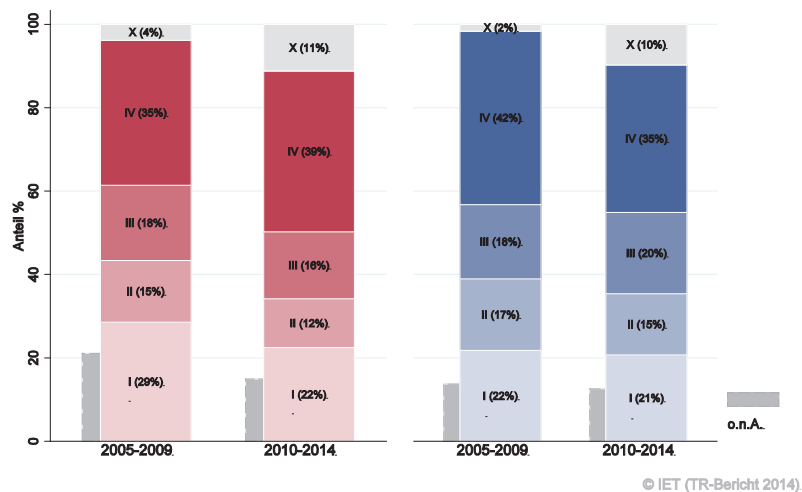 Anteil %
100
80
60
40
20
0
X (4%).
IV (35%).
III (18%).
II (15%).
I (29%).
2005-2009.
X (11%).
IV (39%).
III (16%).
II (12%).
I (22%).
2010-2014.
X (2%).
IV (42%).
III (18%).
II (17%).
I (22%).
2005-2009.
X (10%).
IV (35%).
III (20%).
II (15%).
I (21%).
2010-2014.
o.n.A..
© IET (TR-Bericht 2014).